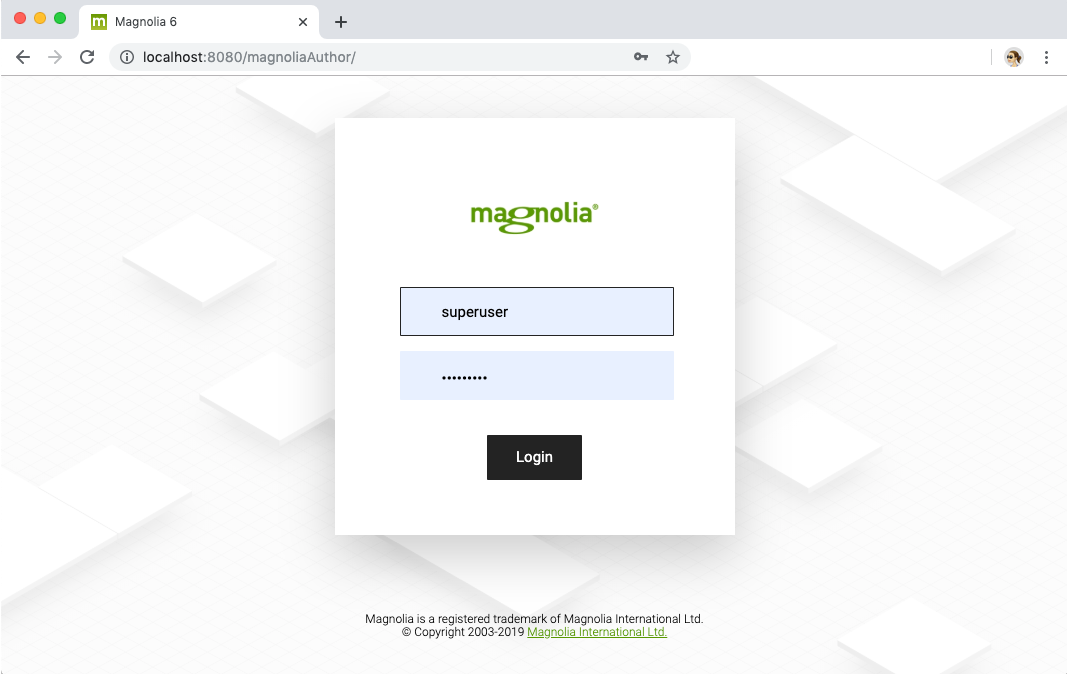 Magnolia 6
localhost:8080/magnoliaAuthor/
magnolia®
superuser
•••••••••
Login
Magnolia is a registered trademark of Magnolia International Ltd.
© Copyright 2003-2019 Magnolia International Ltd.